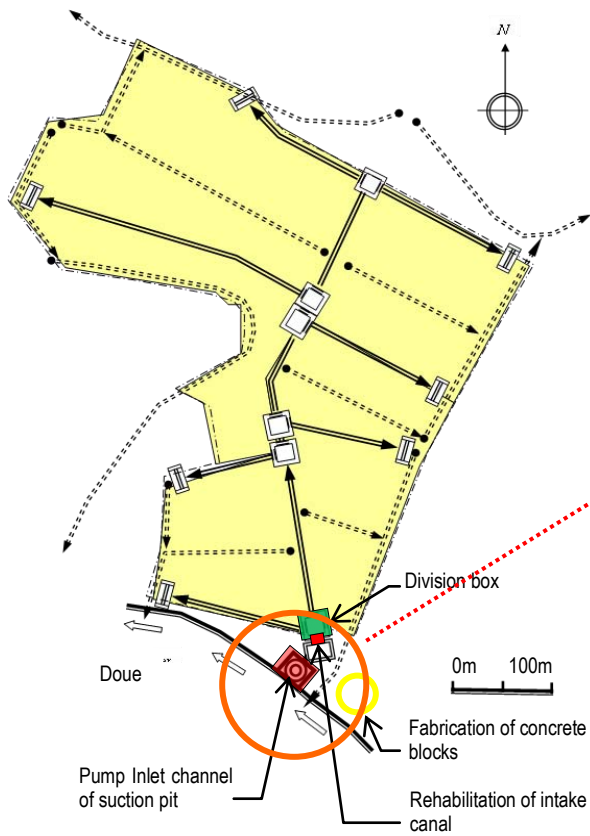 N
Division box
0m 100m
Doue
Fabrication of concrete
blocks
Pump Inlet channel
of suction pit
Rehabilitation of intake
canal